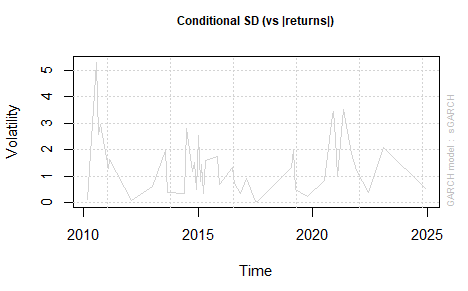 Conditional SD (vs |returns|)
Volatility
5
4
3
2
1
0
2010 2015 2020 2025
Time
GARCH model : sGARCH